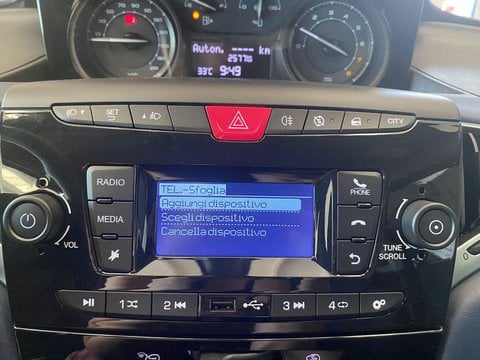 Auton. ---- km
25770
33°C 9:49
SET
CITY
TEL.-Sfoglia
Aggiungi dispositivo
Scegli dispositivo
Cancella dispositivo
RADIO
MEDIA
PHONE
VOL
TUNE
SCROLL
1
2
3
4